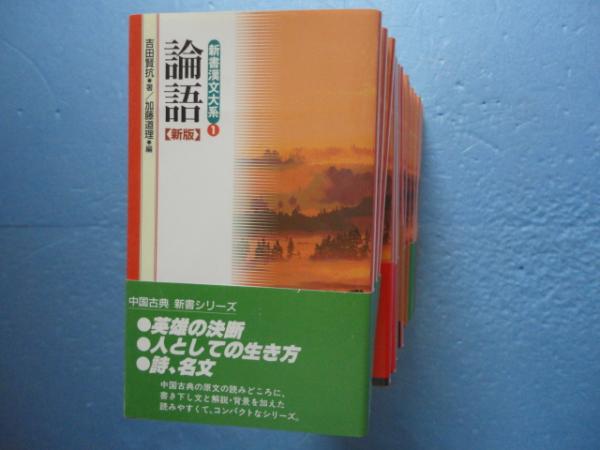 新書漢文大系 1
論語
【新版】
吉田賢抗・著／加藤道理・編
中国古典 新書シリーズ
●英雄の決断
●人としての生き方
●詩、名文
中国古典の原文の読みどころに、
書き下し文と解説・背景を加えた
読みやすくて、コンパクトなシリーズ。